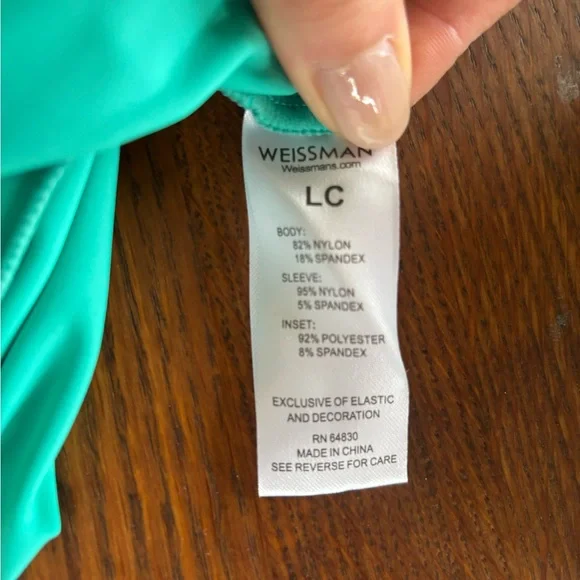 WEISSMAN
Weissmans.com
LC
BODY:
82% NYLON
18% SPANDEX
SLEEVE:
95% NYLON
5% SPANDEX
INSET:
92% POLYESTER
8% SPANDEX
EXCLUSIVE OF ELASTIC
AND DECORATION
RN 64830
MADE IN CHINA
SEE REVERSE FOR CARE